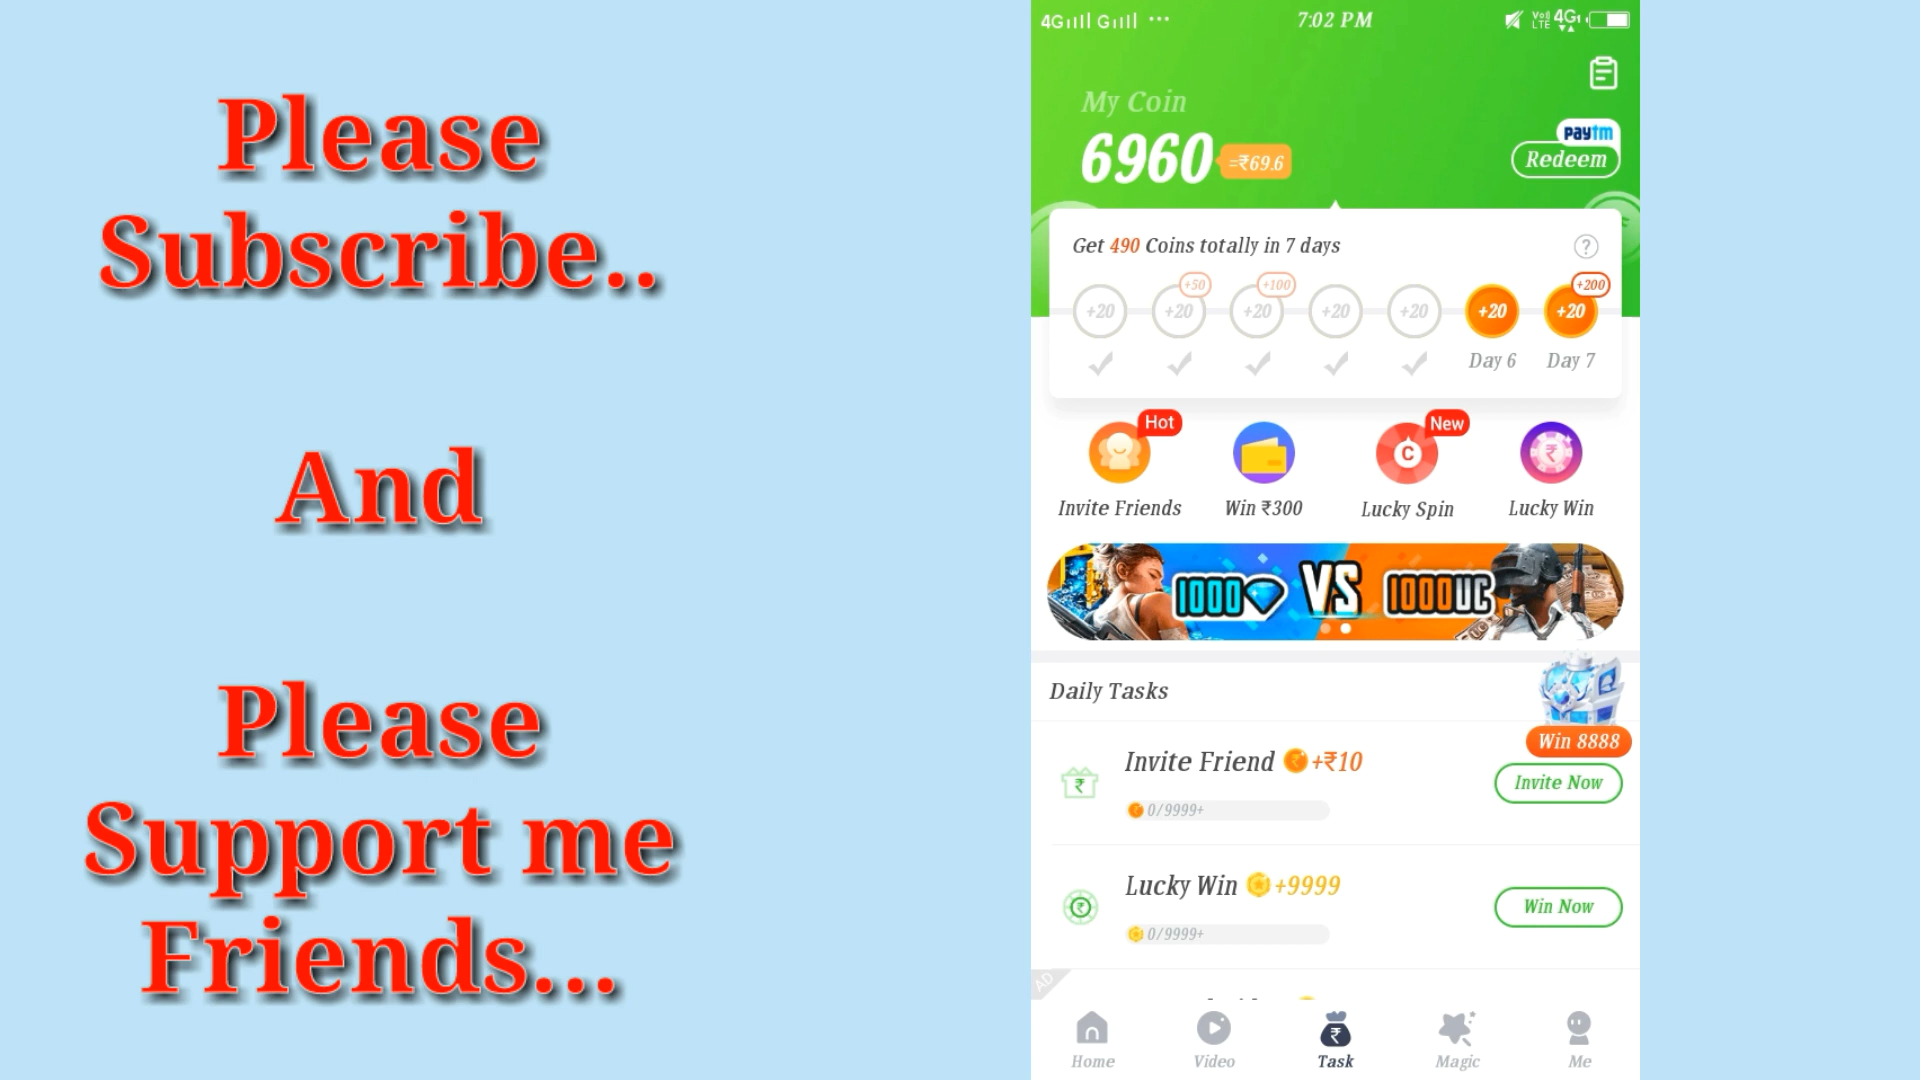 Please
Subscribe..
And
Please
Support me
Friends...
4G G ... 7:02 PM VoII LTE 4G
My Coin
6960 =₹69.6
paytm
Redeem
Get 490 Coins totally in 7 days ?
+50 +100 +200
+20 +20 +20 +20 +20 +20 +20
Day 6 Day 7
Hot New
C ₹
Invite Friends Win ₹300 Lucky Spin Lucky Win
1000 VS 1000UC
UC
Daily Tasks
Win 8888
Invite Friend +₹10
Invite Now
0/9999+
Lucky Win +9999
Win Now
0/9999+
AD
Home Video Task Magic Me